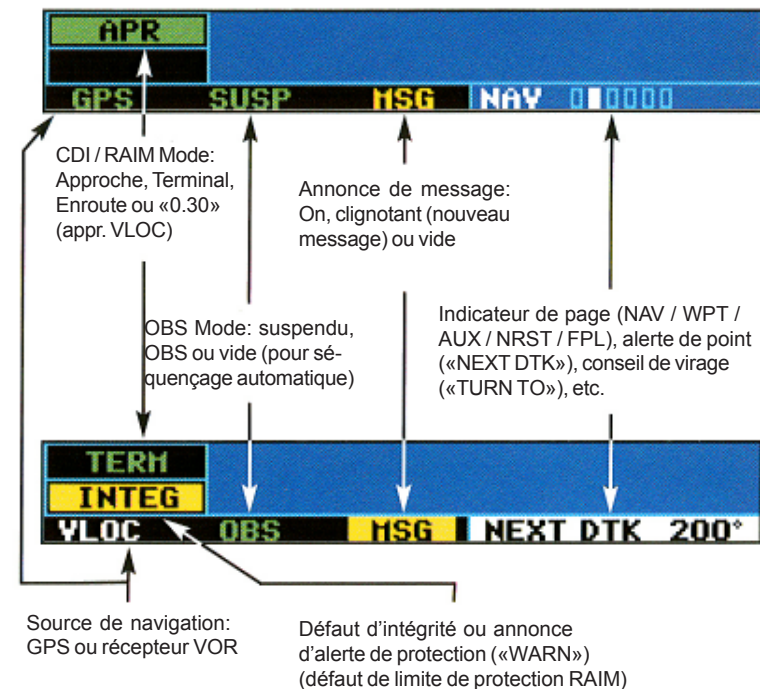 APR
GPS SUSP MSG NAV
CDI / RAIM Mode:
Approche, Terminal,
Enroute ou «0.30»
(appr. VLOC)
Annonce de message:
On, clignotant (nouveau
message) ou vide
OBS Mode: suspendu,
OBS ou vide (pour sé-
quençage automatique)
Indicateur de page (NAV / WPT /
AUX / NRST / FPL), alerte de point
(«NEXT DTK»), conseil de virage
(«TURN TO»), etc.
TERM
INTEG
VLOC OBS MSG NEXT DTK 200°
Source de navigation:
GPS ou récepteur VOR
Défaut d'intégrité ou annonce
d'alerte de protection («WARN»)
(défaut de limite de protection RAIM)